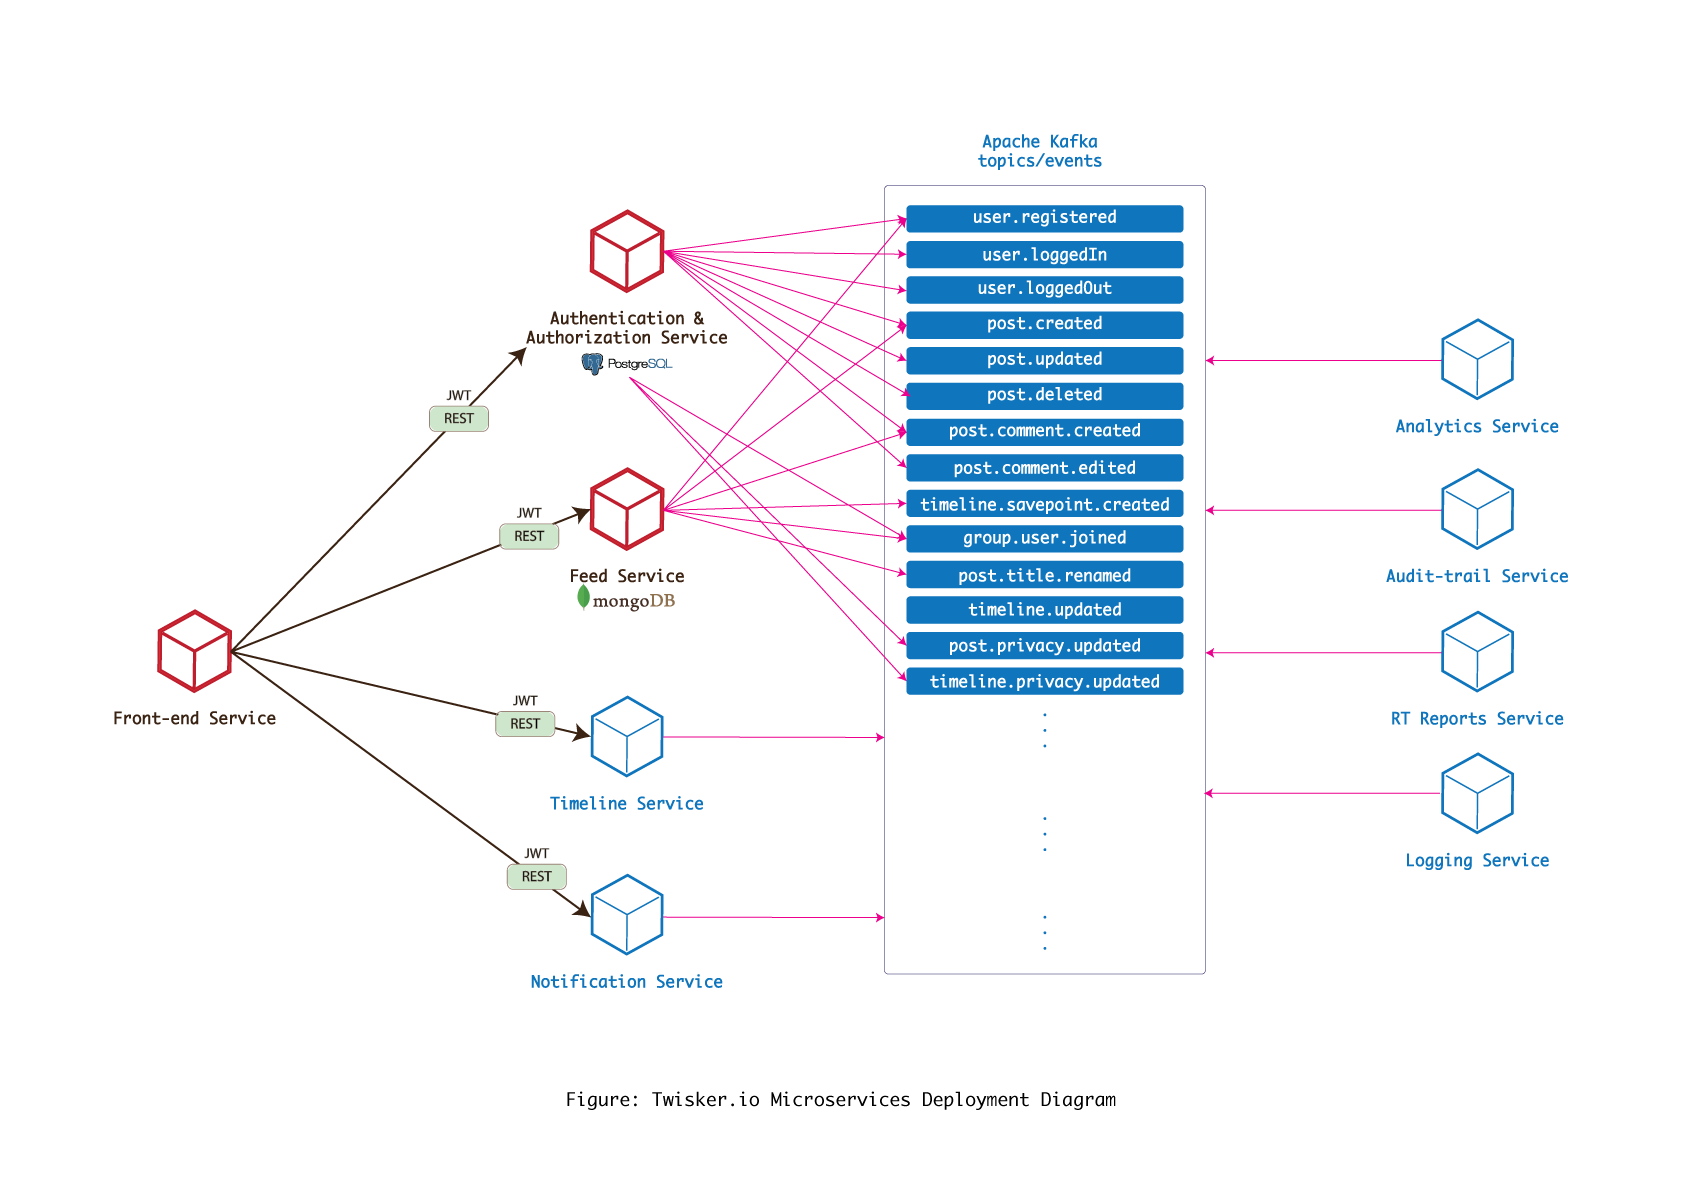 Apache Kafka
topics/events
user.registered
user.loggedIn
user.loggedOut
post.created
post.updated
post.deleted
post.comment.created
post.comment.edited
timeline.savepoint.created
group.user.joined
post.title.renamed
timeline.updated
post.privacy.updated
timeline.privacy.updated
Authentication &
Authorization Service
PostgreSQL
JWT
REST
JWT
REST
Feed Service
mongoDB
Front-end Service
JWT
REST
Timeline Service
JWT
REST
Notification Service
Analytics Service
Audit-trail Service
RT Reports Service
Logging Service
Figure: Twisker.io Microservices Deployment Diagram